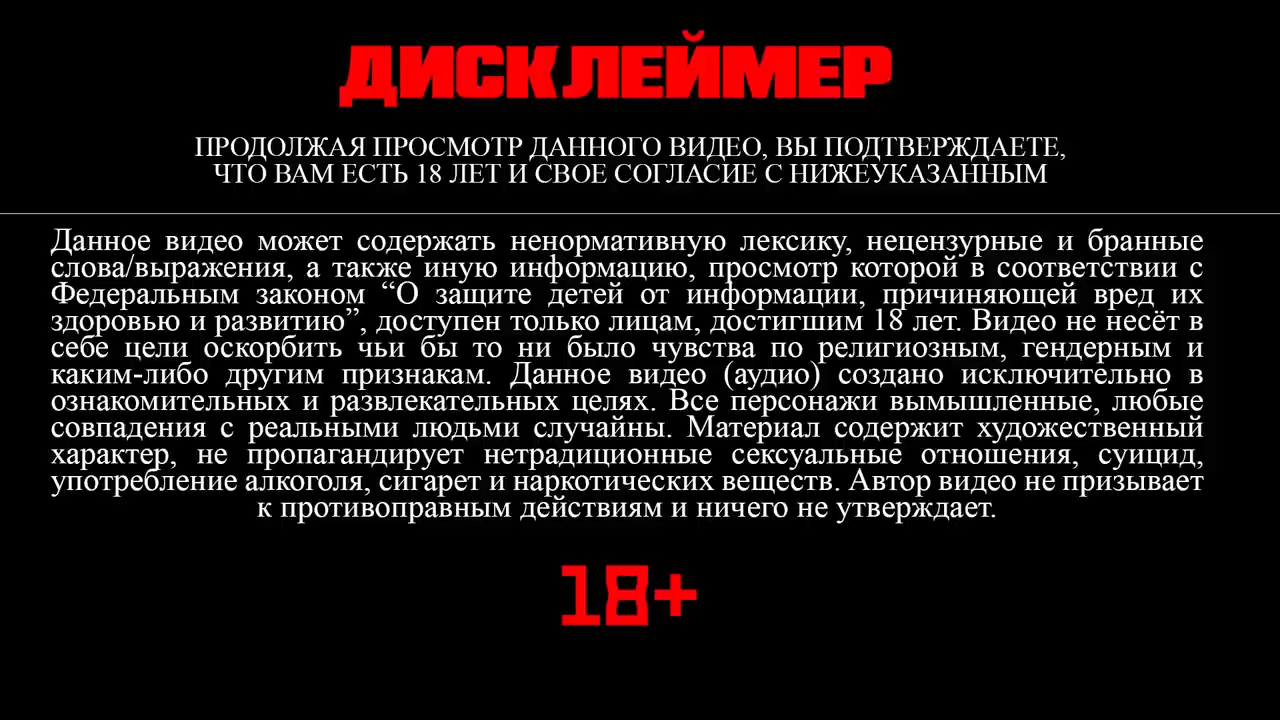 ДИСКЛЕЙМЕР
ПРОДОЛЖАЯ ПРОСМОТР ДАННОГО ВИДЕО, ВЫ ПОДТВЕРЖДАЕТЕ,
ЧТО ВАМ ЕСТЬ 18 ЛЕТ И СВОЕ СОГЛАСИЕ С НИЖЕУКАЗАННЫМ
Данное видео может содержать ненормативную лексику, нецензурные и бранные
слова/выражения, а также иную информацию, просмотр которой в соответствии с
Федеральным законом “О защите детей от информации, причиняющей вред их
здоровью и развитию”, доступен только лицам, достигшим 18 лет. Видео не несёт в
себе цели оскорбить чьи бы то ни было чувства по религиозным, гендерным и
каким-либо другим признакам. Данное видео (аудио) создано исключительно в
ознакомительных и развлекательных целях. Все персонажи вымышленные, любые
совпадения с реальными людьми случайны. Материал содержит художественный
характер, не пропагандирует нетрадиционные сексуальные отношения, суицид,
употребление алкоголя, сигарет и наркотических веществ. Автор видео не призывает
к противоправным действиям и ничего не утверждает.
18+